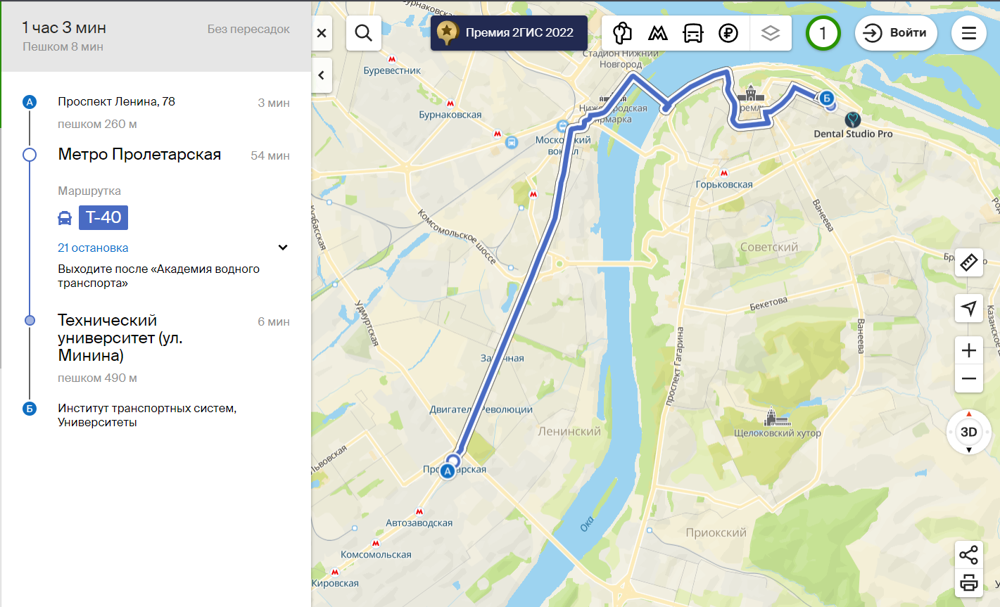 1 час 3 мин
Без пересадок
Пешком 8 мин
А
Проспект Ленина, 78
3 мин
пешком 260 м
Метро Пролетарская
54 мин
Маршрутка
Т-40
21 остановка
Выходите после «Академия водного
транспорта»
Технический
университет (ул.
Минина)
6 мин
пешком 490 м
Б
Институт транспортных систем,
Университеты
Премия 2ГИС 2022
1
Войти
Бурнаковская
Стадион Нижний
Новгород
Буревестник
Бурнаковская
Ярмарка
Московский
вокзал
Б
Dental Studio Pro
Горьковская
Ванеева
Комсомольское шоссе
Советский
Удмуртская
Бекетова
Ванеева
Казанское
проспект Гагарина
Заречная
Двигатель Революции
Ленинский
Щелоковский хутор
3D
Львовская
Пролетарская
А
Автозаводская
Ока
Приокский
Комсомольская
Кировская